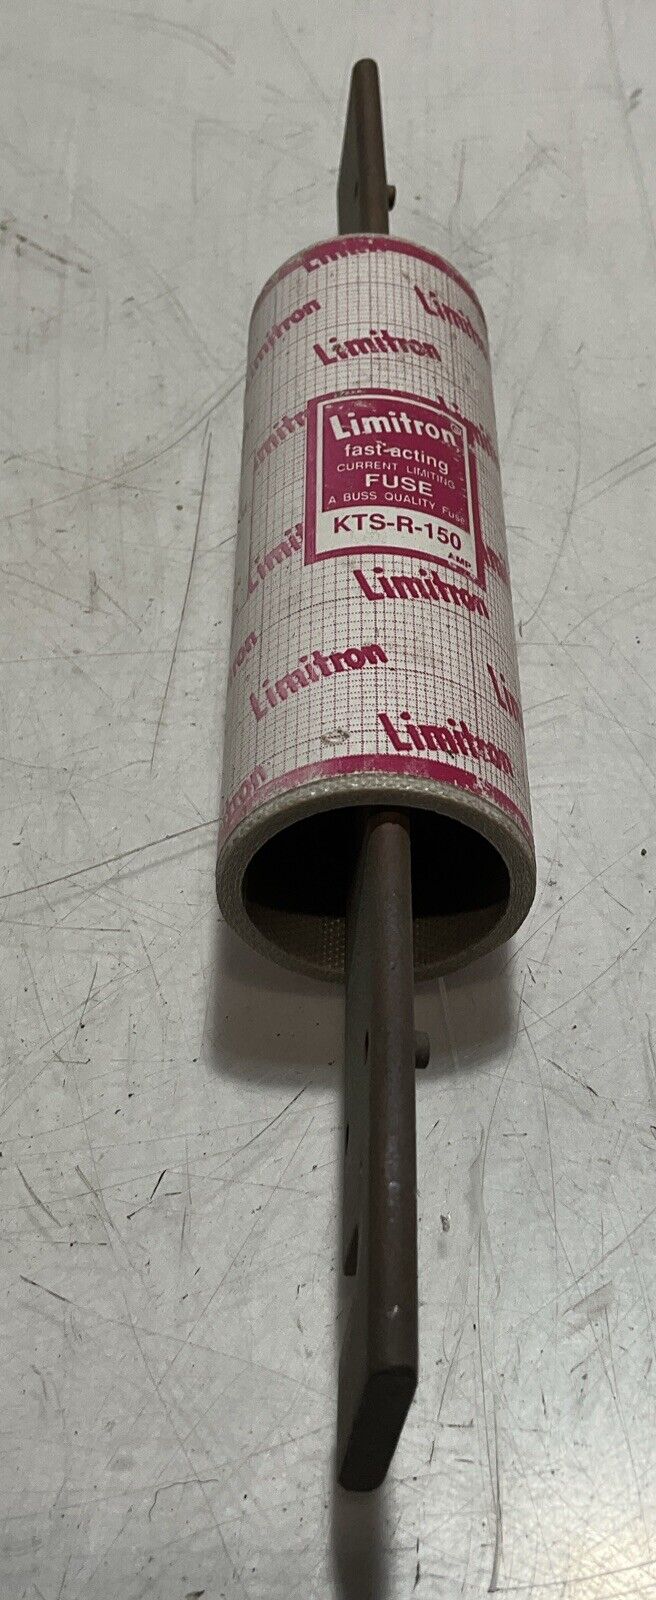 Limitron
Limitron
Limitron
Limitron
Limitron®
fast-acting
CURRENT LIMITING
FUSE
A BUSS QUALITY Fuse
KTS-R-150
AMP
Limitron
Limitron
Limitron
Limitron